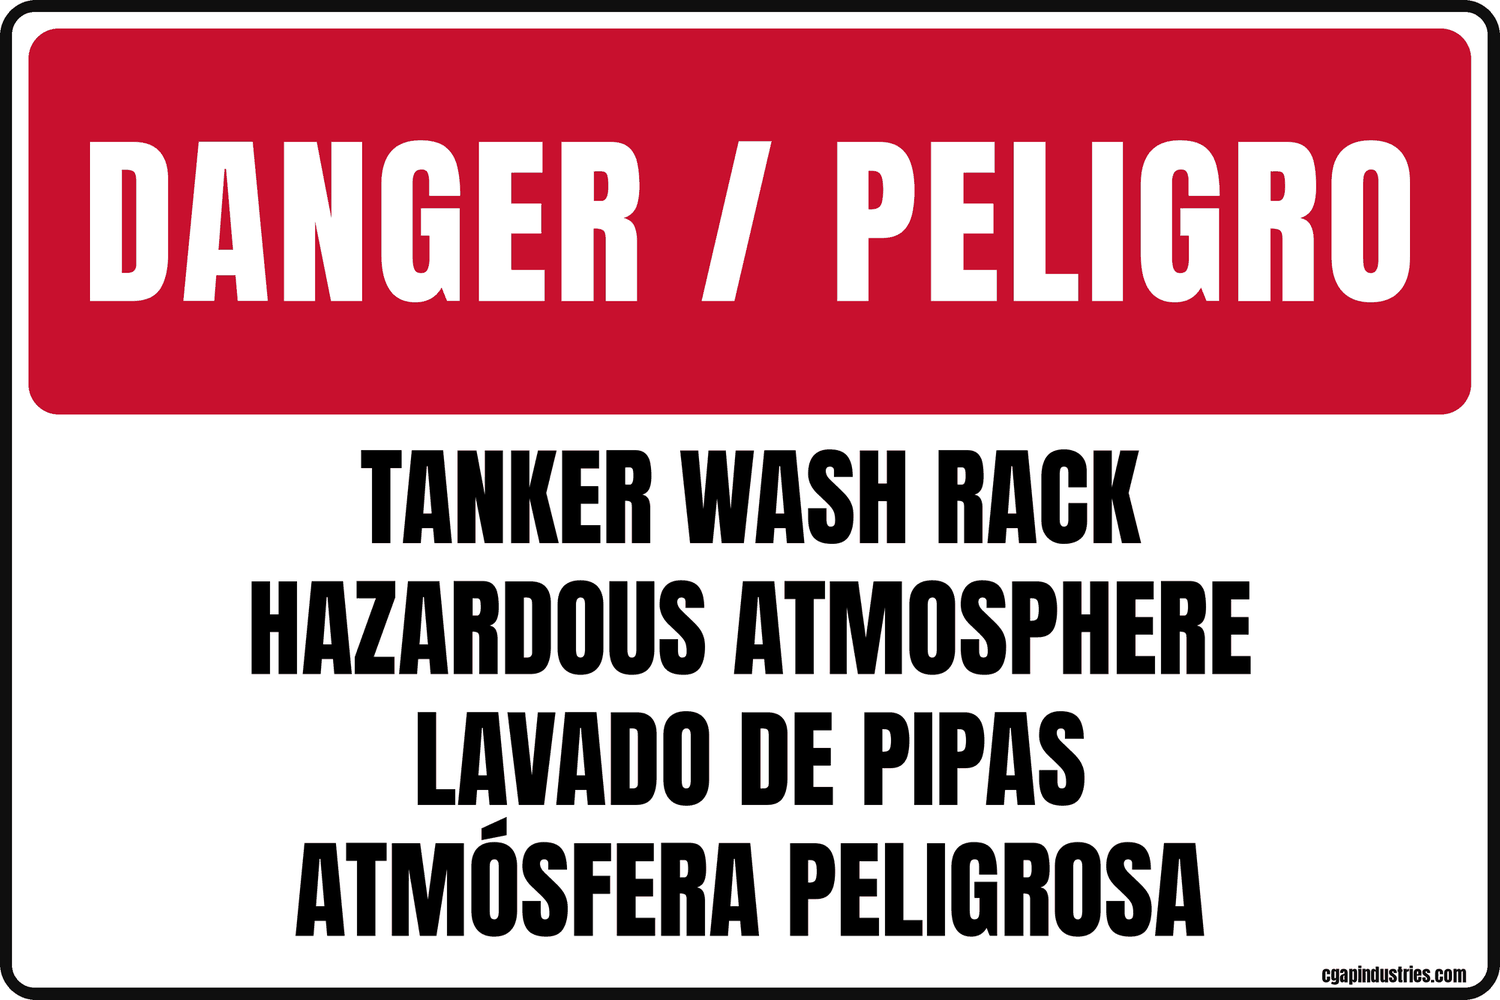 DANGER / PELIGRO
TANKER WASH RACK
HAZARDOUS ATMOSPHERE
LAVADO DE PIPAS
ATMÓSFERA PELIGROSA
cgapindustries.com